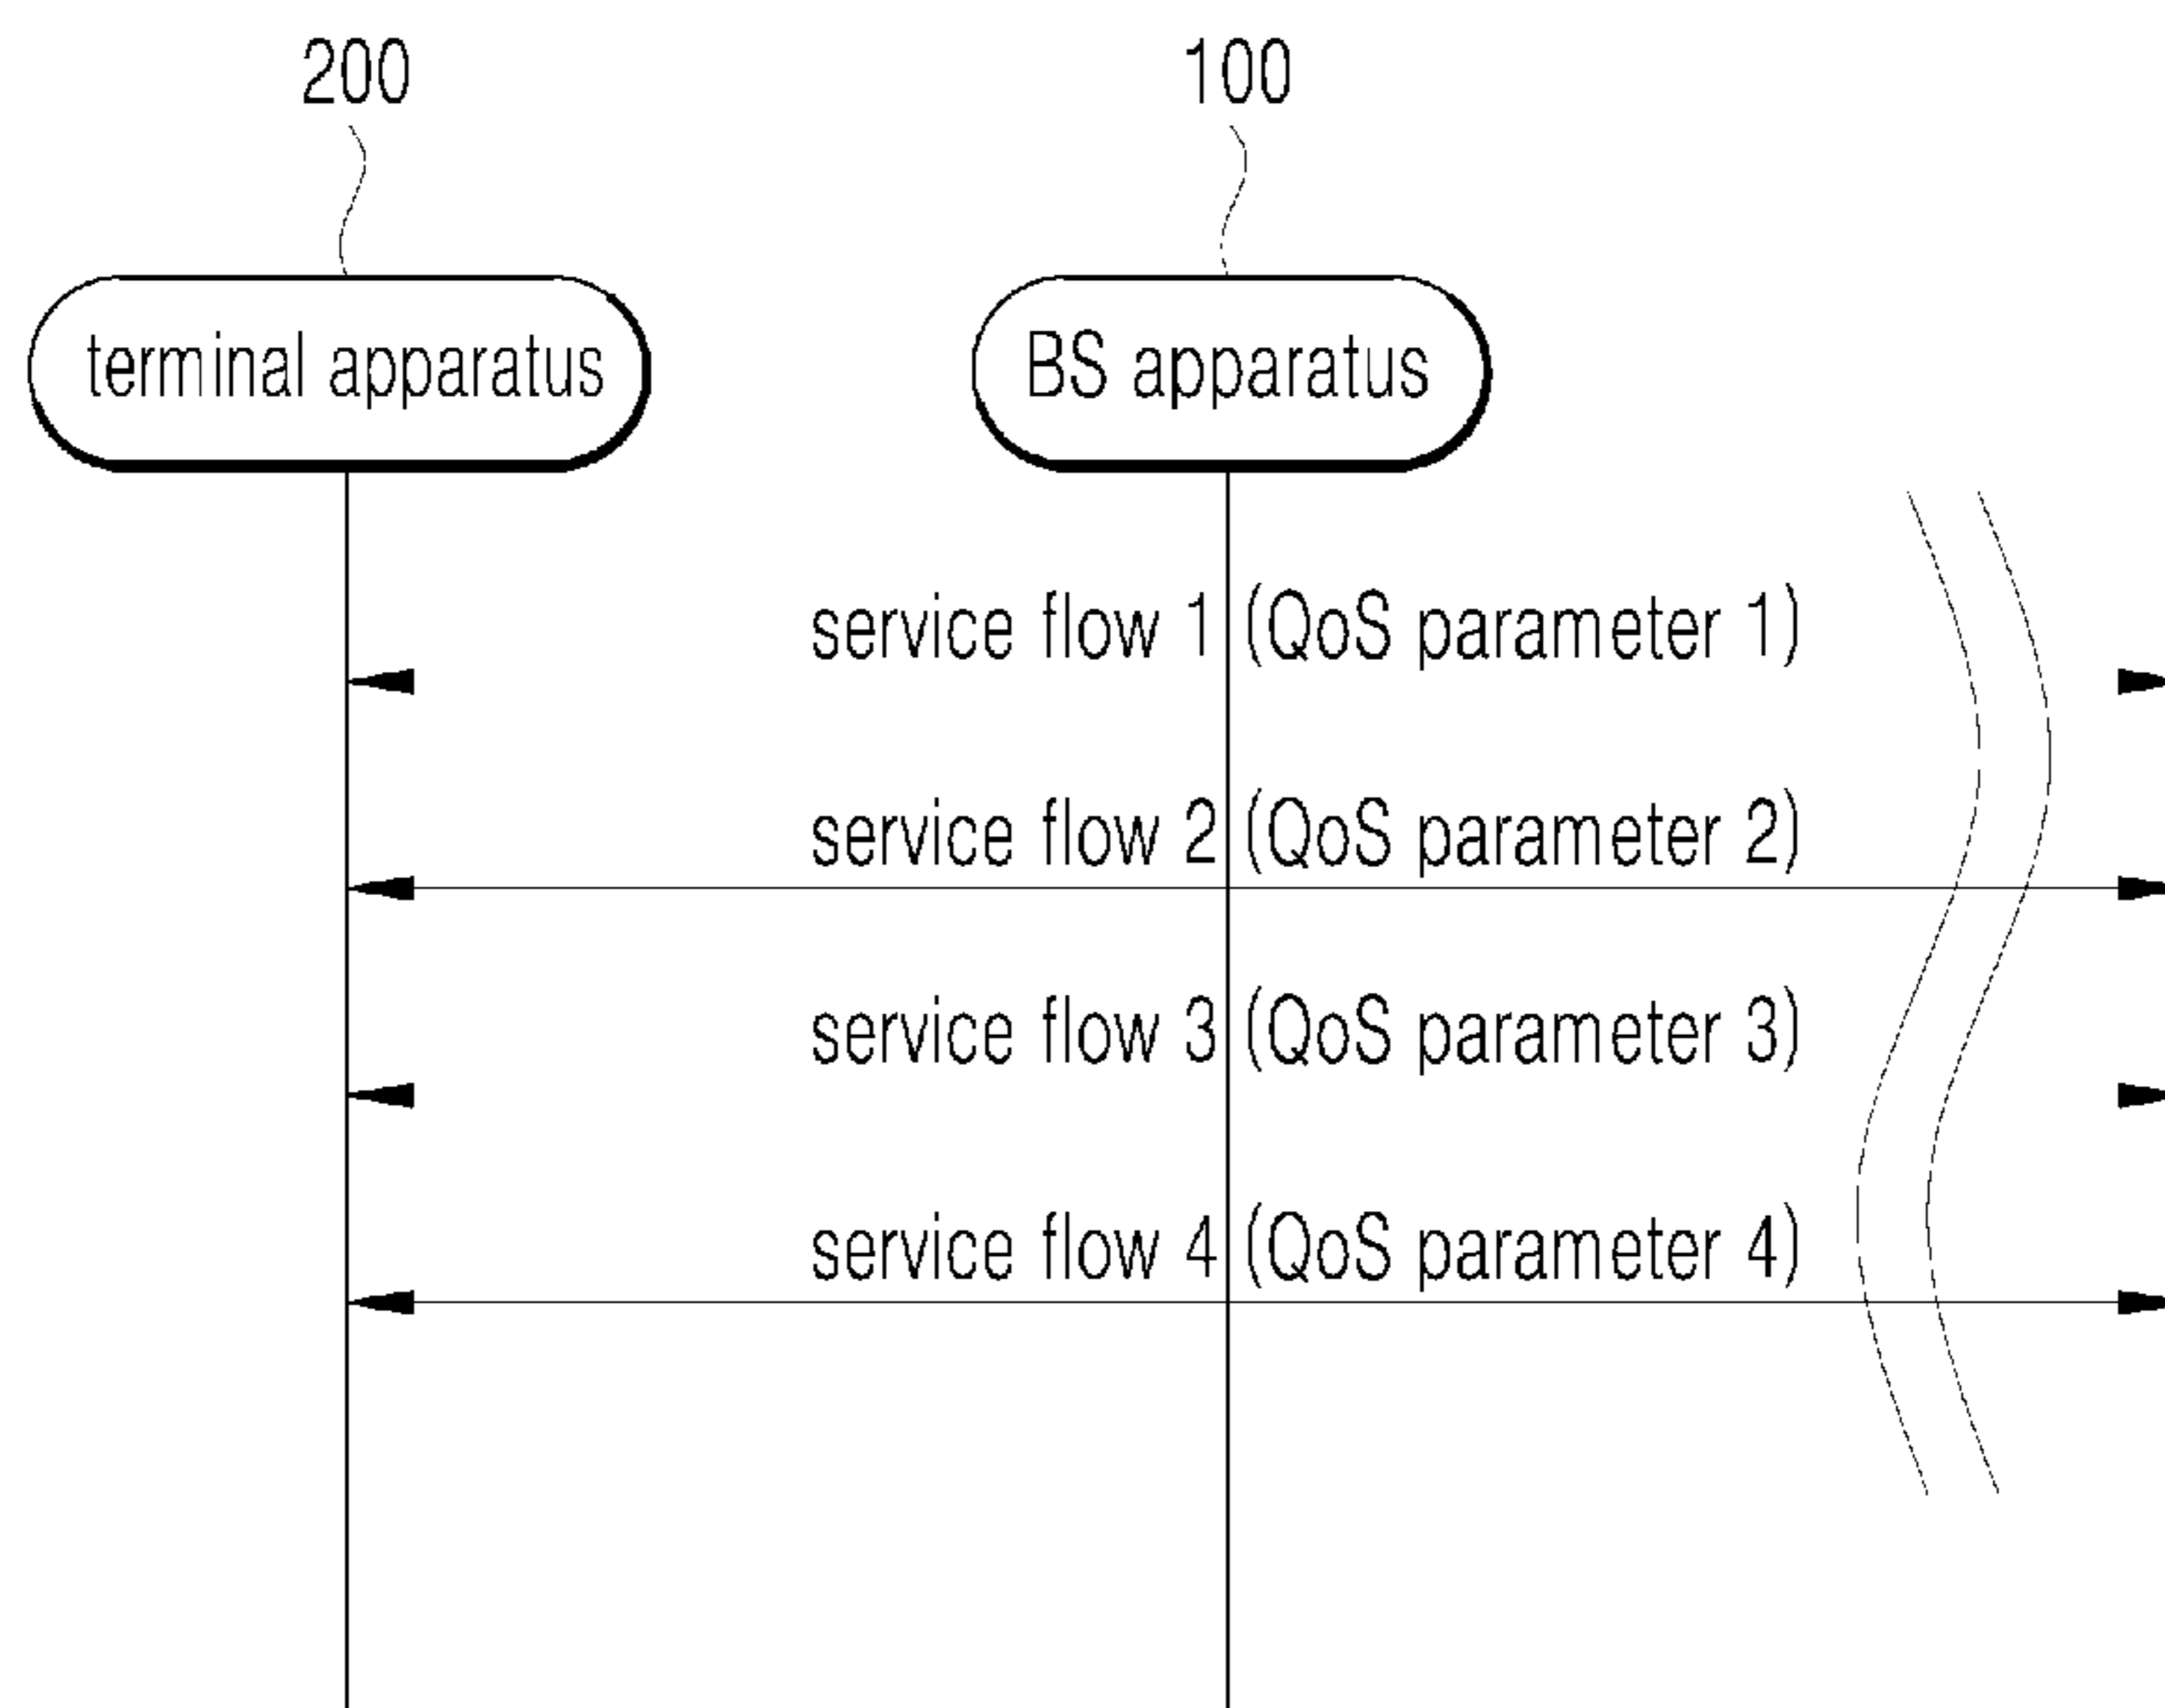 200
100
terminal apparatus
BS apparatus
service flow 1 (QoS parameter 1)
service flow 2 (QoS parameter 2)
service flow 3 (QoS parameter 3)
service flow 4 (QoS parameter 4)